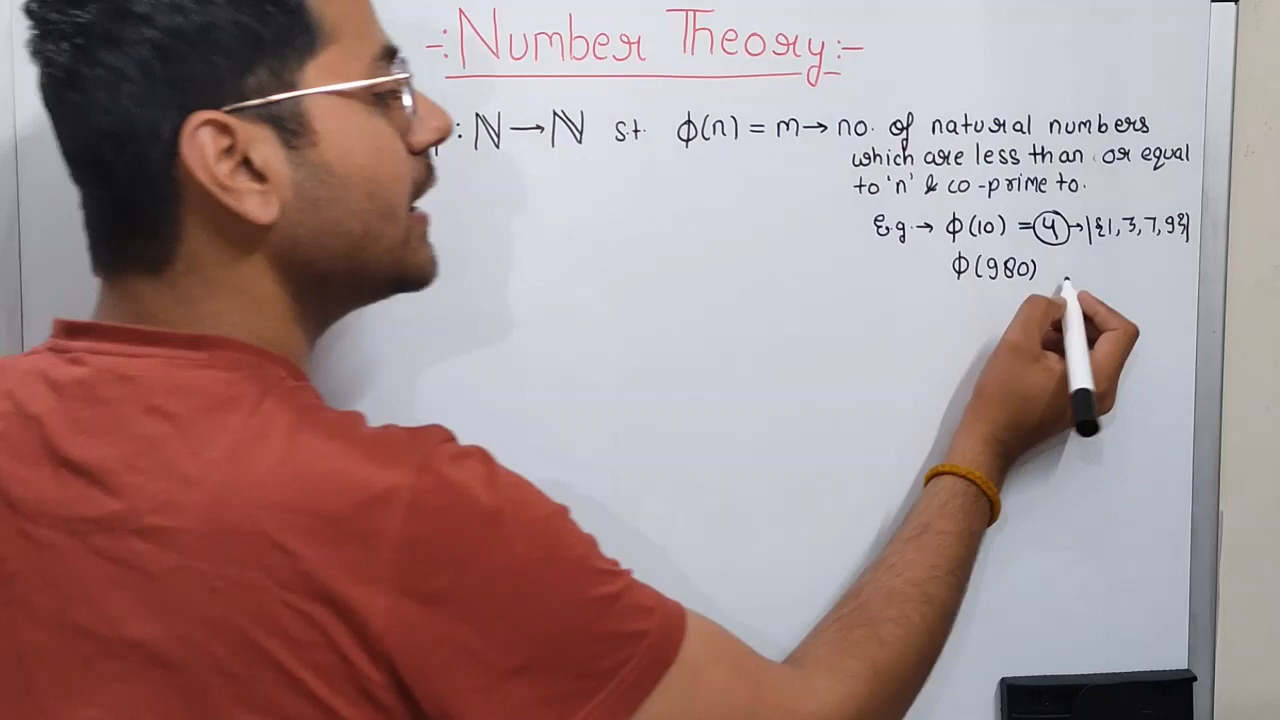 -: Number Theory :-
: ℕ → ℕ s.t. ϕ(n) = m → no. of natural numbers
which are less than or equal
to 'n' & co-prime to.
E.g. → ϕ(10) = 4 → |{1, 3, 7, 9}|
ϕ(980)